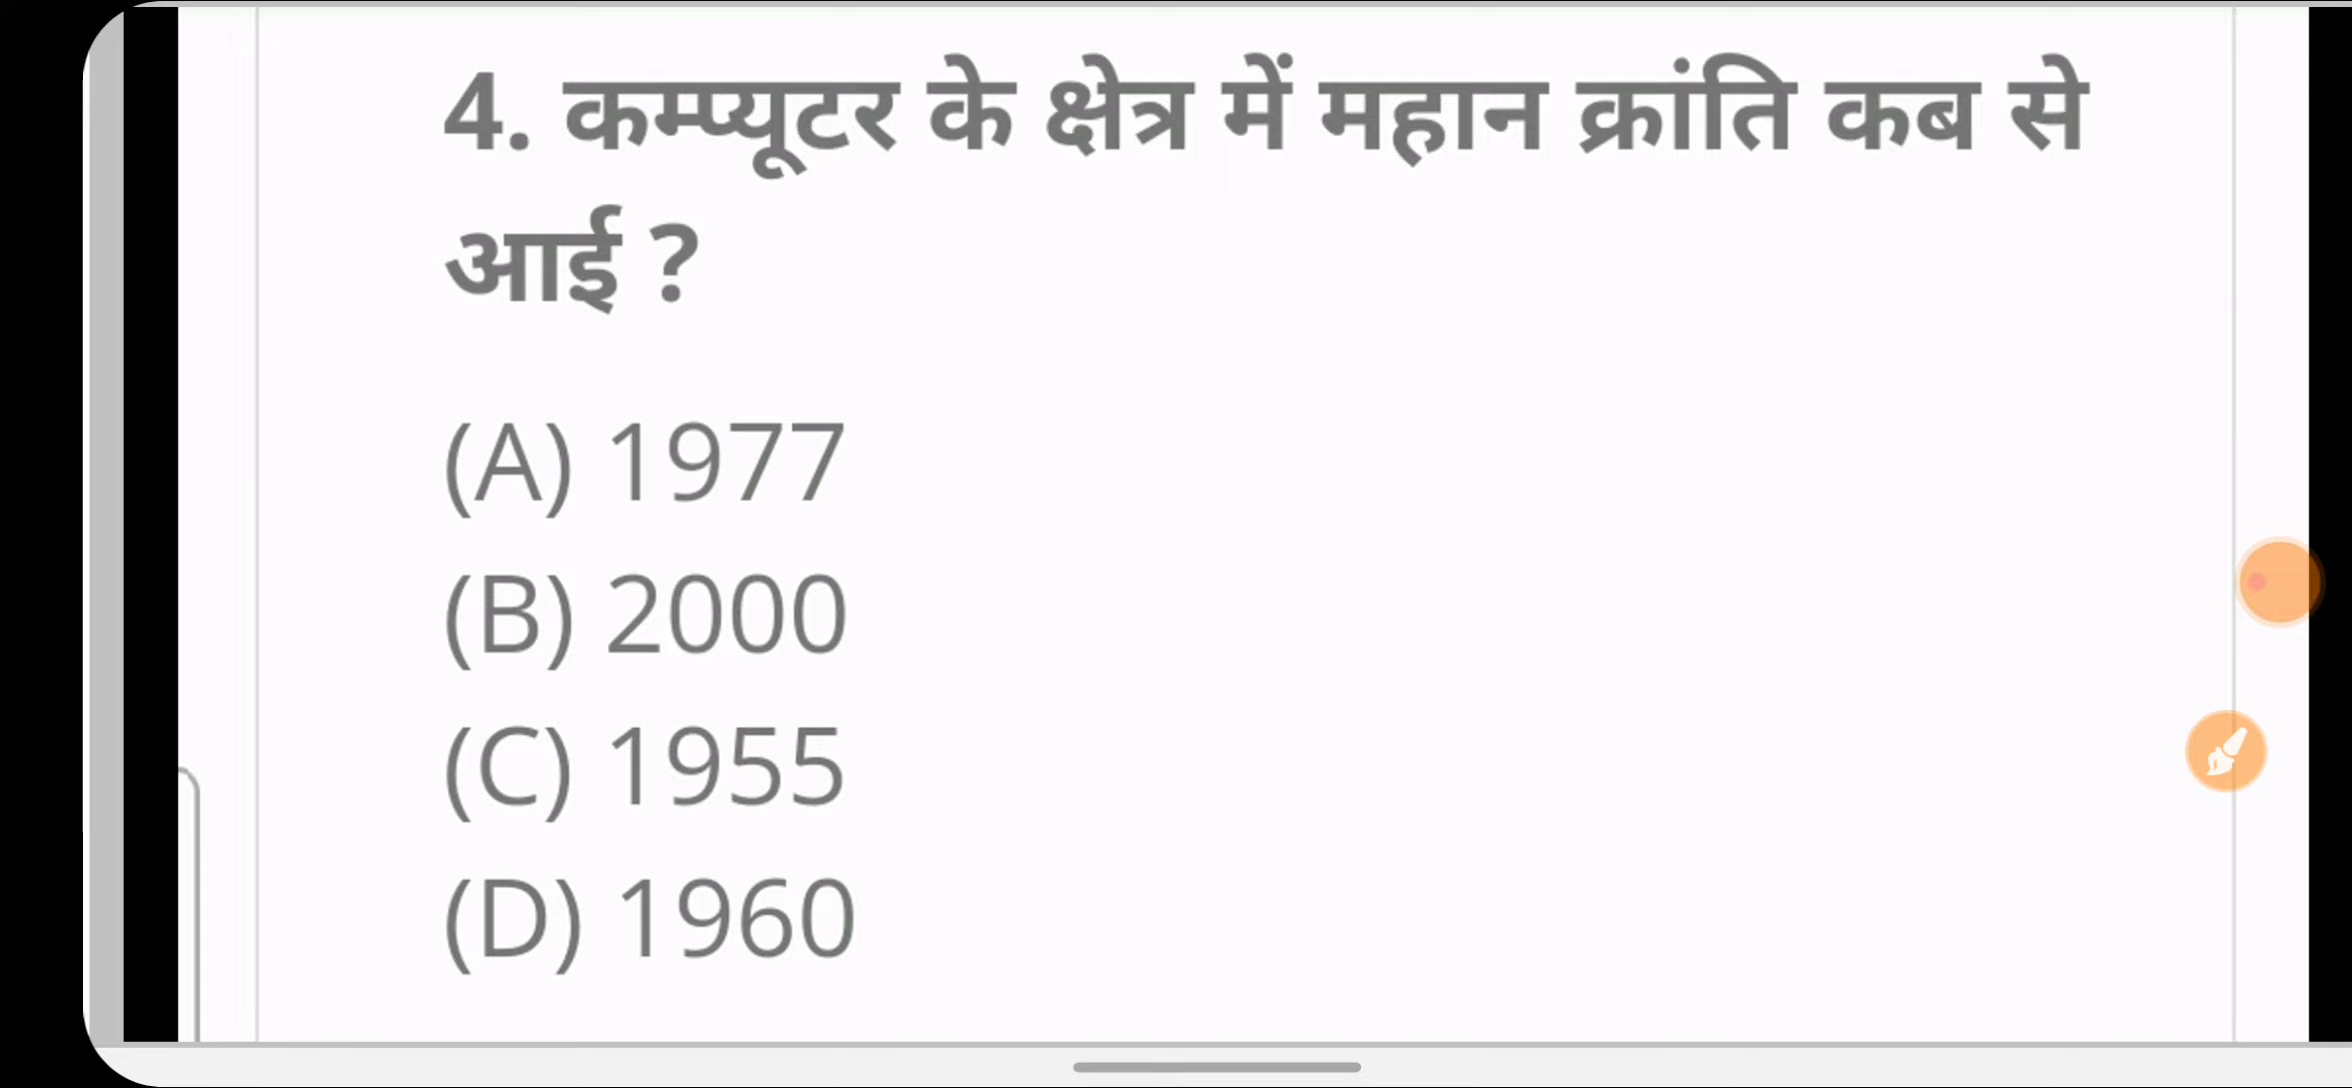 4. कम्प्यूटर के क्षेत्र में महान क्रांति कब से
आई ?
(A) 1977
(B) 2000
(C) 1955
(D) 1960